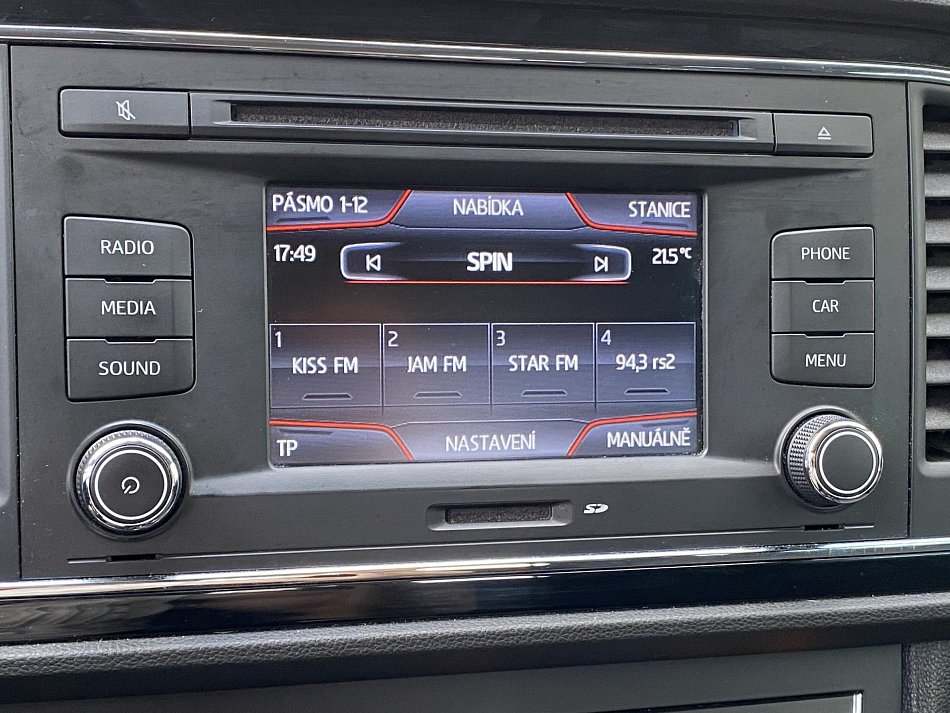 PÁSMO 1-12 NABÍDKA STANICE
17:49 SPIN 21.5 °C
RADIO
MEDIA
SOUND
1 KISS FM
2 JAM FM
3 STAR FM
4 94,3 rs2
TP NASTAVENÍ MANUÁLNĚ
PHONE
CAR
MENU
SD